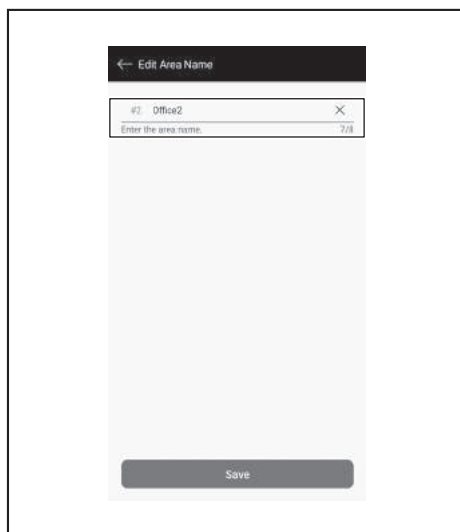 ← Edit Area Name
#2 Office2 ×
Enter the area name. 7/8
Save